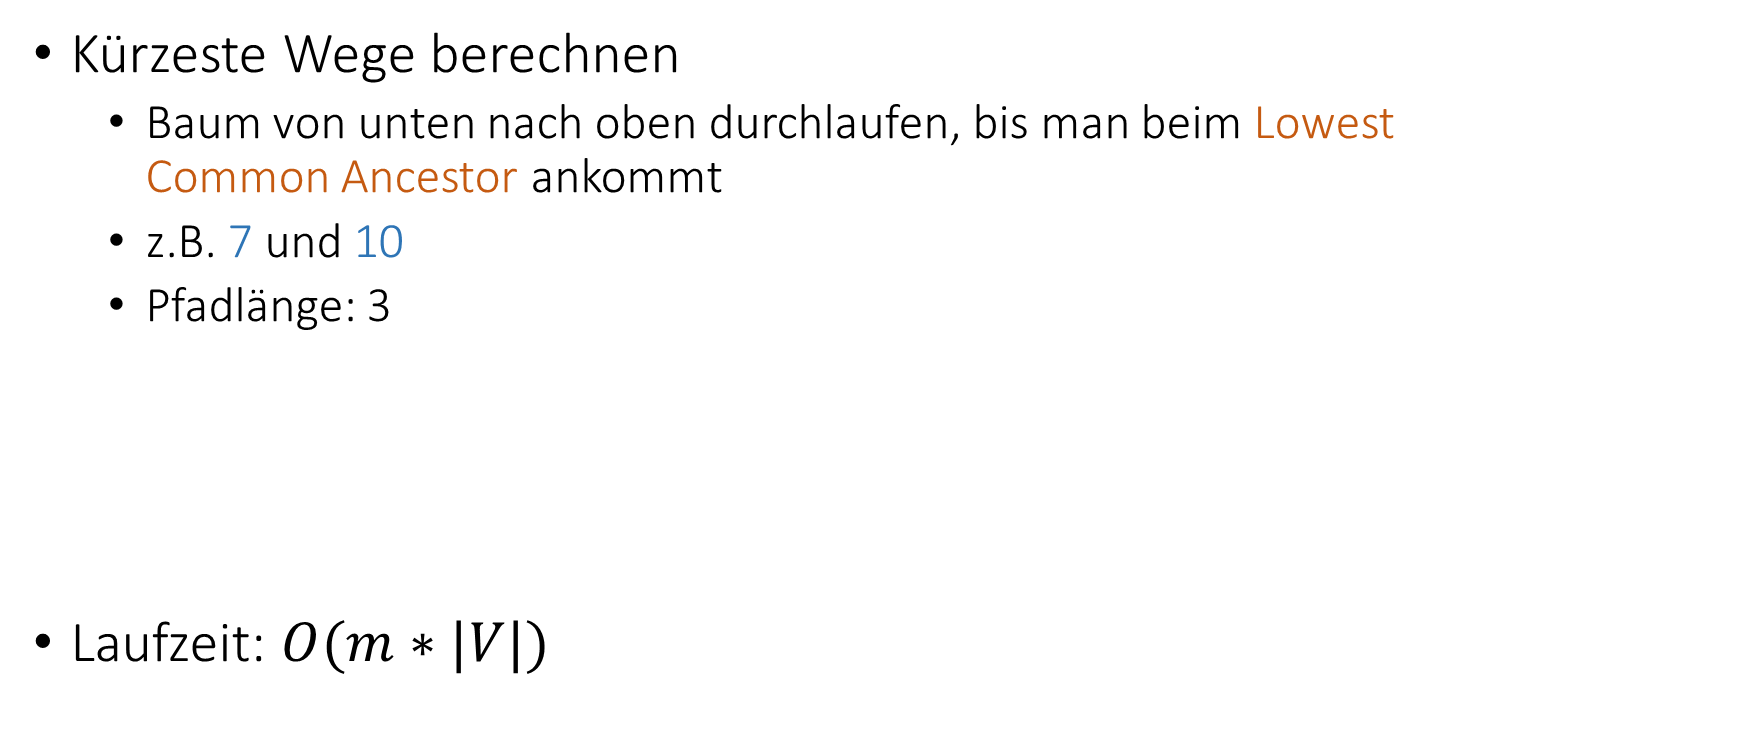 • Kürzeste Wege berechnen
• Baum von unten nach oben durchlaufen, bis man beim Lowest
Common Ancestor ankommt
• z.B. 7 und 10
• Pfadlänge: 3
• Laufzeit: O(m ∗ |V|)